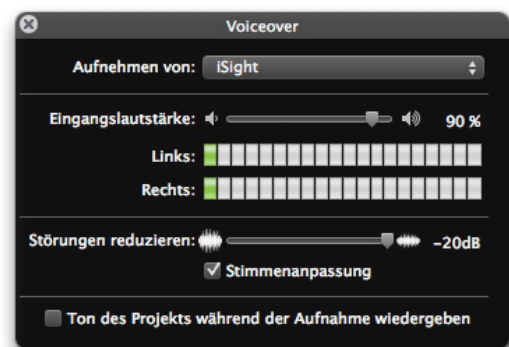 Voiceover
Aufnehmen von: iSight
Eingangslautstärke: 90 %
Links:
Rechts:
Störungen reduzieren: -20dB
Stimmenanpassung
Ton des Projekts während der Aufnahme wiedergeben